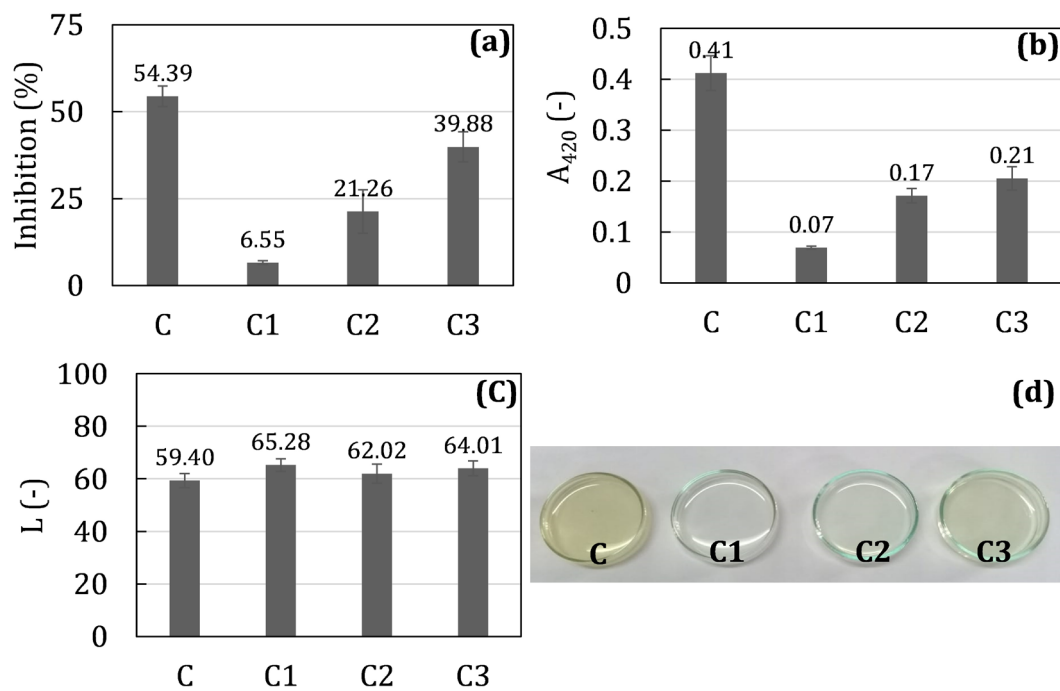 (a)
Inhibition (%)
75
50
25
0
54.39
6.55
21.26
39.88
C C1 C2 C3
(b)
A₄₂₀ (-)
0.5
0.4
0.3
0.2
0.1
0
0.41
0.07
0.17
0.21
C C1 C2 C3
(C)
L (-)
100
80
60
40
20
0
59.40
65.28
62.02
64.01
C C1 C2 C3
(d)
C C1 C2 C3